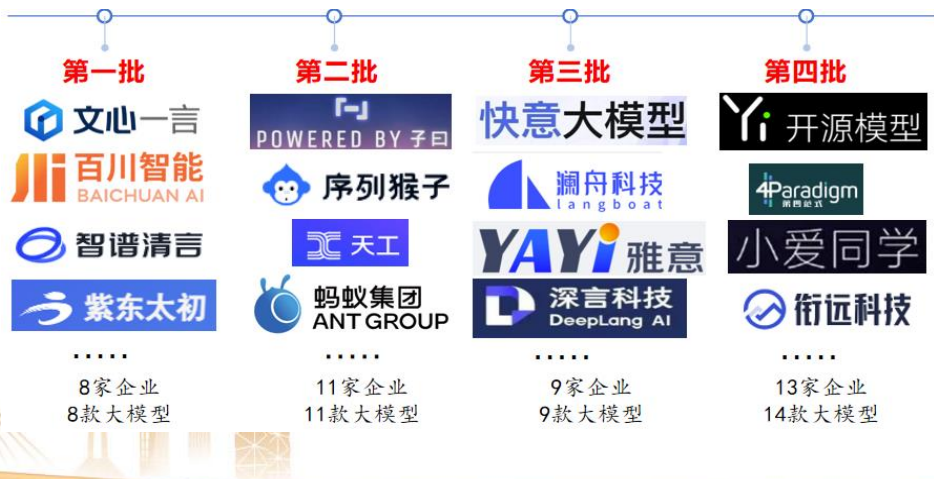 第一批
文心一言
百川智能
BAICHUAN AI
智谱清言
紫东太初
.....
8家企业
8款大模型
第二批
POWERED BY 子曰
序列猴子
天工
蚂蚁集团
ANT GROUP
.....
11家企业
11款大模型
第三批
快意大模型
澜舟科技
langboat
YAYi 雅意
深言科技
DeepLang AI
.....
9家企业
9款大模型
第四批
Yi 开源模型
4Paradigm
第四范式
小爱同学
衔远科技
.....
13家企业
14款大模型